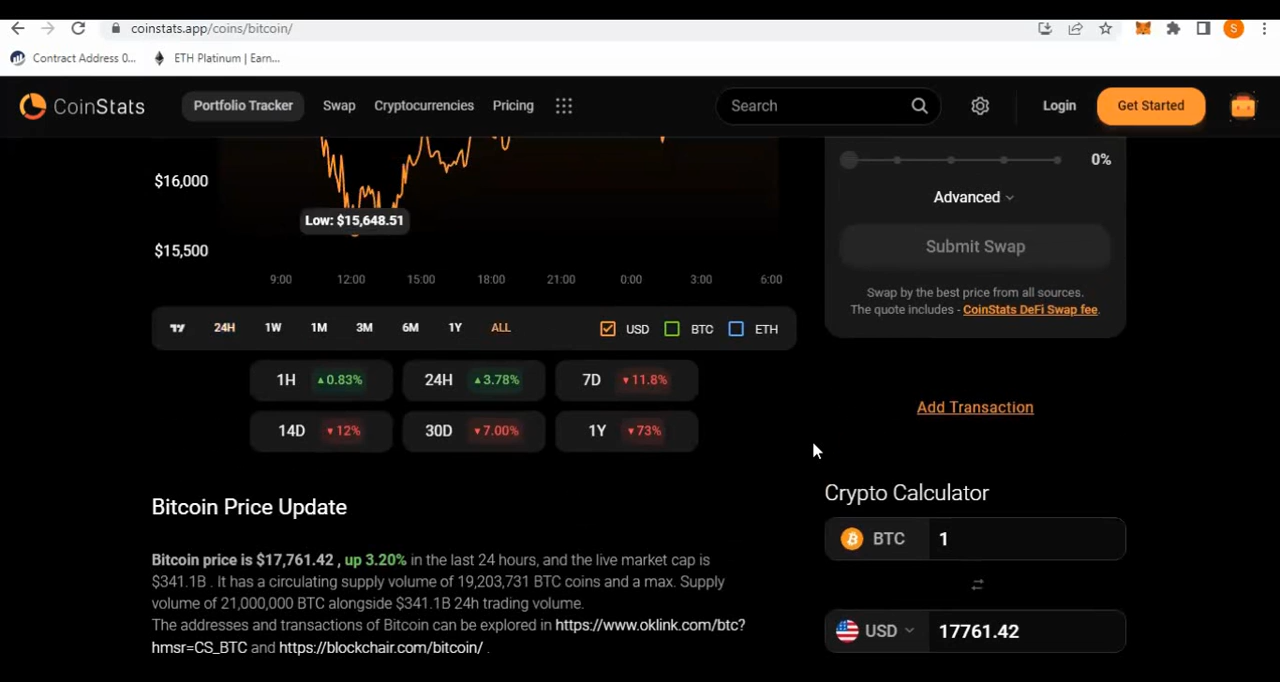 coinstats.app/coins/bitcoin/
Contract Address 0... ETH Platinum | Earn...
CoinStats Portfolio Tracker Swap Cryptocurrencies Pricing Search Login Get Started
S
$16,000
Low: $15,648.51
$15,500
9:00 12:00 15:00 18:00 21:00 0:00 3:00 6:00
24H 1W 1M 3M 6M 1Y ALL USD BTC ETH
1H ▲0.83% 24H ▲3.78% 7D ▼11.8%
14D ▼12% 30D ▼7.00% 1Y ▼73%
Bitcoin Price Update
Bitcoin price is $17,761.42 , up 3.20% in the last 24 hours, and the live market cap is
$341.1B . It has a circulating supply volume of 19,203,731 BTC coins and a max. Supply
volume of 21,000,000 BTC alongside $341.1B 24h trading volume.
The addresses and transactions of Bitcoin can be explored in https://www.oklink.com/btc?
hmsr=CS_BTC and https://blockchair.com/bitcoin/ .
0%
Advanced
Submit Swap
Swap by the best price from all sources.
The quote includes - CoinStats DeFi Swap fee.
Add Transaction
Crypto Calculator
BTC 1
USD 17761.42